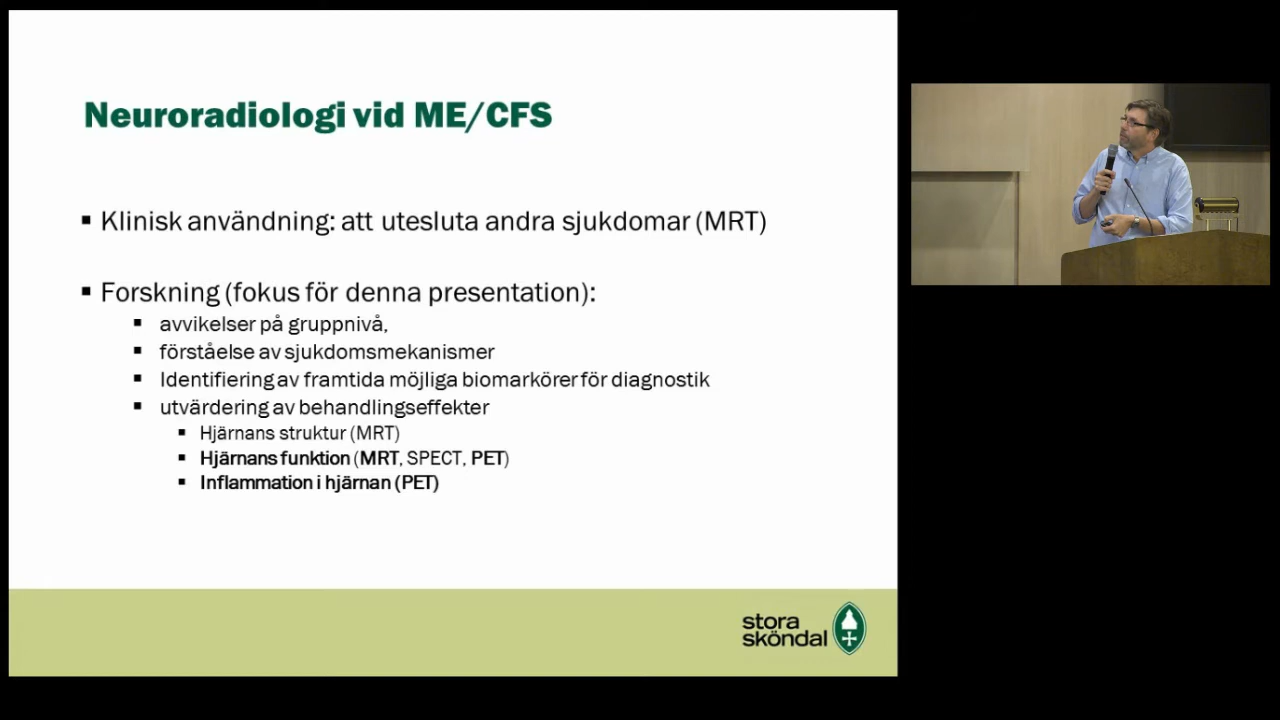 Neuroradiologi vid ME/CFS
▪ Klinisk användning: att utesluta andra sjukdomar (MRT)
▪ Forskning (fokus för denna presentation):
▪ avvikelser på gruppnivå,
▪ förståelse av sjukdomsmekanismer
▪ Identifiering av framtida möjliga biomarkörer för diagnostik
▪ utvärdering av behandlingseffekter
▪ Hjärnans struktur (MRT)
▪ Hjärnans funktion (MRT, SPECT, PET)
▪ Inflammation i hjärnan (PET)
stora
sköndal